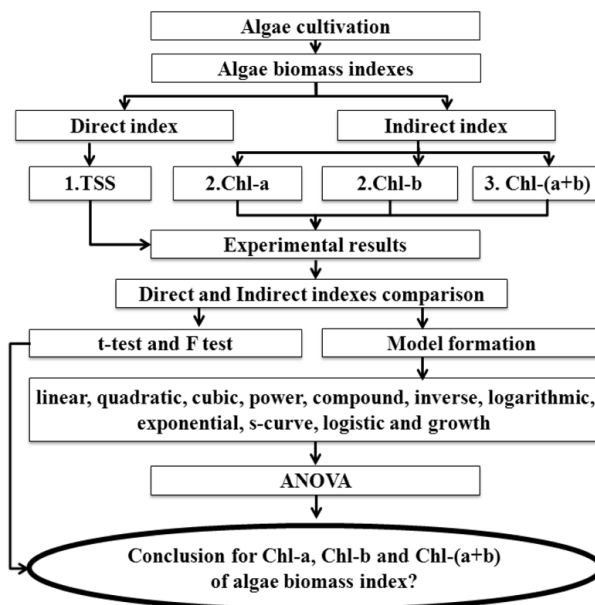 Algae cultivation
Algae biomass indexes
Direct index
Indirect index
1.TSS
2.Chl-a
2.Chl-b
3. Chl-(a+b)
Experimental results
Direct and Indirect indexes comparison
t-test and F test
Model formation
linear, quadratic, cubic, power, compound, inverse, logarithmic,
exponential, s-curve, logistic and growth
ANOVA
Conclusion for Chl-a, Chl-b and Chl-(a+b)
of algae biomass index?